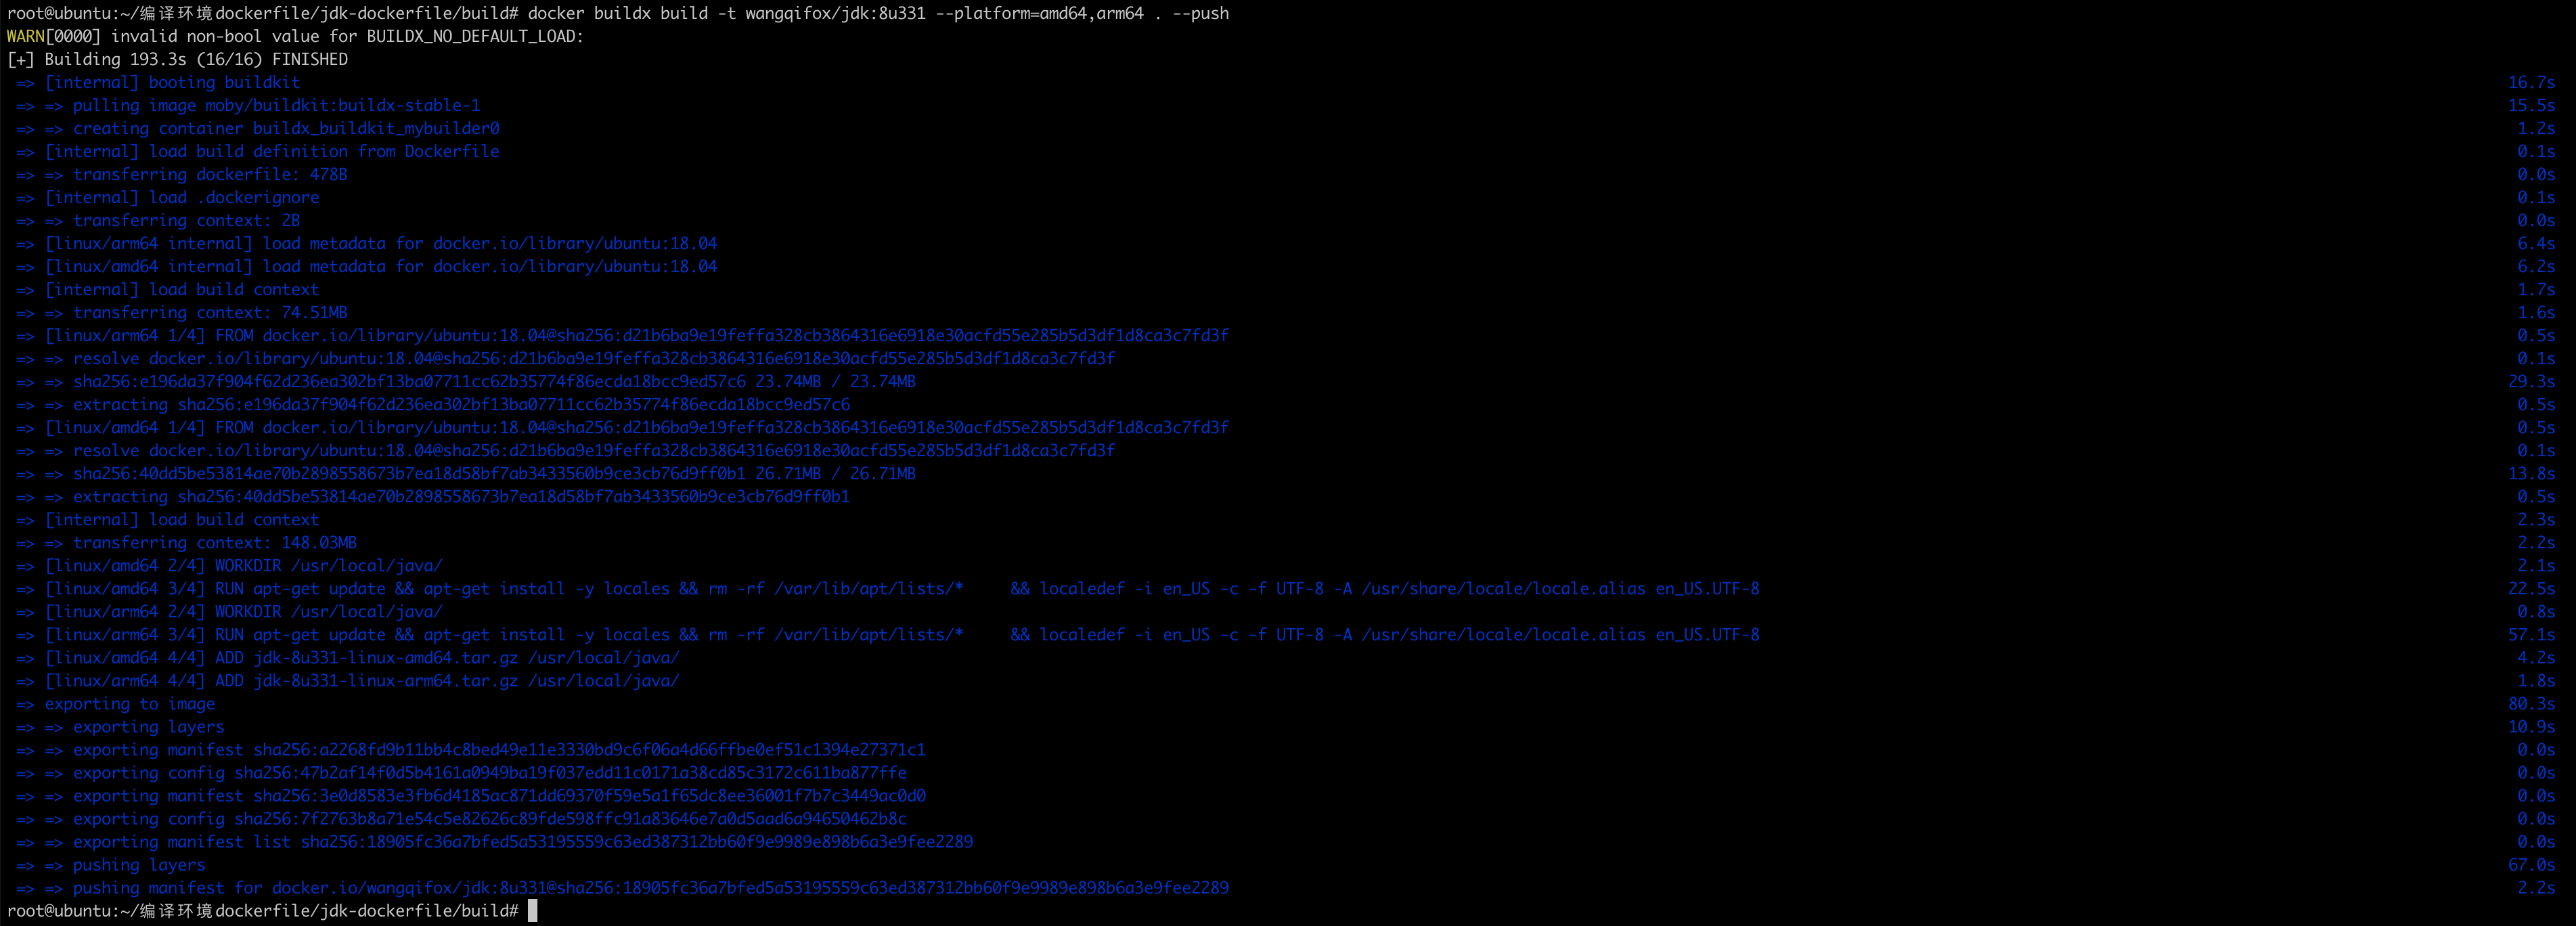 root@ubuntu:~/编译环境dockerfile/jdk-dockerfile/build# docker buildx build -t wangqifox/jdk:8u331 --platform=amd64,arm64 . --push
WARN[0000] invalid non-bool value for BUILDX_NO_DEFAULT_LOAD:
[+] Building 193.3s (16/16) FINISHED
=> [internal] booting buildkit 16.7s
=> => pulling image moby/buildkit:buildx-stable-1 15.5s
=> => creating container buildx_buildkit_mybuilder0 1.2s
=> [internal] load build definition from Dockerfile 0.1s
=> => transferring dockerfile: 478B 0.0s
=> [internal] load .dockerignore 0.1s
=> => transferring context: 2B 0.0s
=> [linux/arm64 internal] load metadata for docker.io/library/ubuntu:18.04 6.4s
=> [linux/amd64 internal] load metadata for docker.io/library/ubuntu:18.04 6.2s
=> [internal] load build context 1.7s
=> => transferring context: 74.51MB 1.6s
=> [linux/arm64 1/4] FROM docker.io/library/ubuntu:18.04@sha256:d21b6ba9e19feffa328cb3864316e6918e30acfd55e285b5d3df1d8ca3c7fd3f 0.5s
=> => resolve docker.io/library/ubuntu:18.04@sha256:d21b6ba9e19feffa328cb3864316e6918e30acfd55e285b5d3df1d8ca3c7fd3f 0.1s
=> => sha256:e196da37f904f62d236ea302bf13ba07711cc62b35774f86ecda18bcc9ed57c6 23.74MB / 23.74MB 29.3s
=> => extracting sha256:e196da37f904f62d236ea302bf13ba07711cc62b35774f86ecda18bcc9ed57c6 0.5s
=> [linux/amd64 1/4] FROM docker.io/library/ubuntu:18.04@sha256:d21b6ba9e19feffa328cb3864316e6918e30acfd55e285b5d3df1d8ca3c7fd3f 0.5s
=> => resolve docker.io/library/ubuntu:18.04@sha256:d21b6ba9e19feffa328cb3864316e6918e30acfd55e285b5d3df1d8ca3c7fd3f 0.1s
=> => sha256:40dd5be53814ae70b2898558673b7ea18d58bf7ab3433560b9ce3cb76d9ff0b1 26.71MB / 26.71MB 13.8s
=> => extracting sha256:40dd5be53814ae70b2898558673b7ea18d58bf7ab3433560b9ce3cb76d9ff0b1 0.5s
=> [internal] load build context 2.3s
=> => transferring context: 148.03MB 2.2s
=> [linux/amd64 2/4] WORKDIR /usr/local/java/ 2.1s
=> [linux/amd64 3/4] RUN apt-get update && apt-get install -y locales && rm -rf /var/lib/apt/lists/*     && localedef -i en_US -c -f UTF-8 -A /usr/share/locale/locale.alias en_US.UTF-8 22.5s
=> [linux/arm64 2/4] WORKDIR /usr/local/java/ 0.8s
=> [linux/arm64 3/4] RUN apt-get update && apt-get install -y locales && rm -rf /var/lib/apt/lists/*     && localedef -i en_US -c -f UTF-8 -A /usr/share/locale/locale.alias en_US.UTF-8 57.1s
=> [linux/amd64 4/4] ADD jdk-8u331-linux-amd64.tar.gz /usr/local/java/ 4.2s
=> [linux/arm64 4/4] ADD jdk-8u331-linux-arm64.tar.gz /usr/local/java/ 1.8s
=> exporting to image 80.3s
=> => exporting layers 10.9s
=> => exporting manifest sha256:a2268fd9b11bb4c8bed49e11e3330bd9c6f06a4d66ffbe0ef51c1394e27371c1 0.0s
=> => exporting config sha256:47b2af14f0d5b4161a0949ba19f037edd11c0171a38cd85c3172c611ba877ffe 0.0s
=> => exporting manifest sha256:3e0d8583e3fb6d4185ac871dd69370f59e5a1f65dc8ee36001f7b7c3449ac0d0 0.0s
=> => exporting config sha256:7f2763b8a71e54c5e82626c89fde598ffc91a83646e7a0d5aad6a94650462b8c 0.0s
=> => exporting manifest list sha256:18905fc36a7bfed5a53195559c63ed387312bb60f9e9989e898b6a3e9fee2289 0.0s
=> => pushing layers 67.0s
=> => pushing manifest for docker.io/wangqifox/jdk:8u331@sha256:18905fc36a7bfed5a53195559c63ed387312bb60f9e9989e898b6a3e9fee2289 2.2s
root@ubuntu:~/编译环境dockerfile/jdk-dockerfile/build#